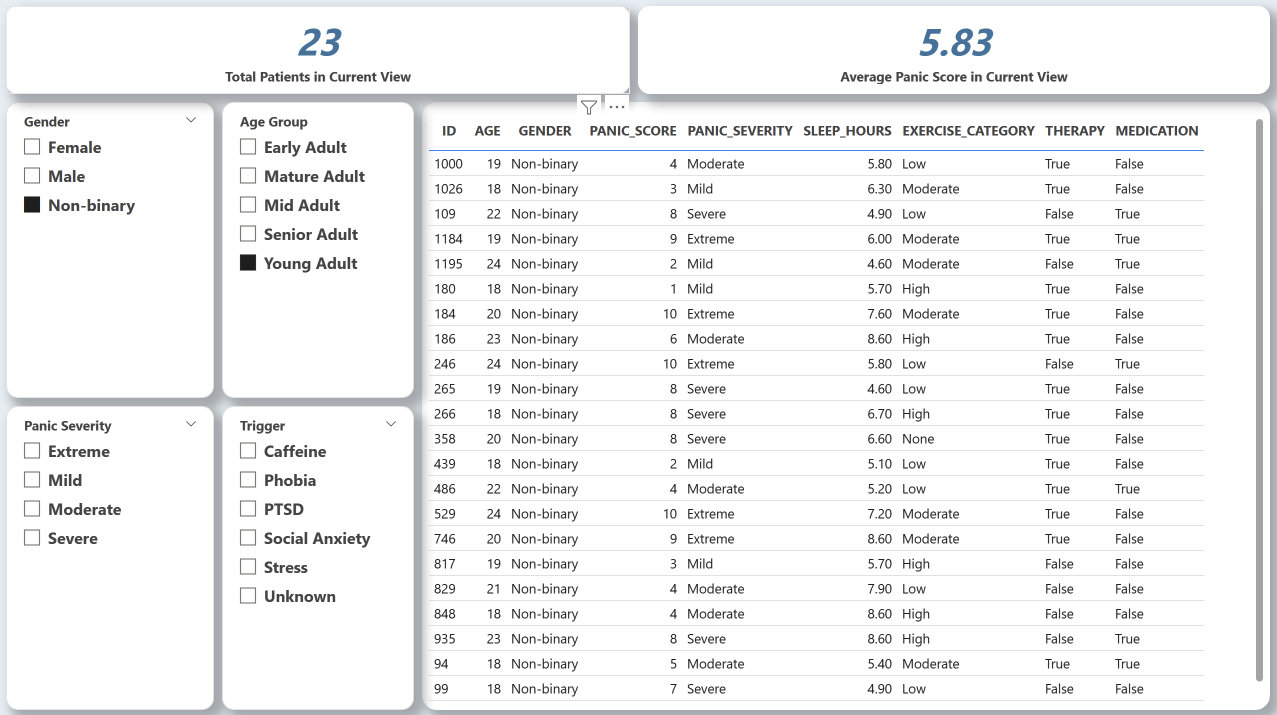 23
Total Patients in Current View
5.83
Average Panic Score in Current View
Gender
Female
Male
Non-binary
Age Group
Early Adult
Mature Adult
Mid Adult
Senior Adult
Young Adult
Panic Severity
Extreme
Mild
Moderate
Severe
Trigger
Caffeine
Phobia
PTSD
Social Anxiety
Stress
Unknown
ID AGE GENDER PANIC_SCORE PANIC_SEVERITY SLEEP_HOURS EXERCISE_CATEGORY THERAPY MEDICATION
1000 19 Non-binary 4 Moderate 5.80 Low True False
1026 18 Non-binary 3 Mild 6.30 Moderate True False
109 22 Non-binary 8 Severe 4.90 Low False True
1184 19 Non-binary 9 Extreme 6.00 Moderate True True
1195 24 Non-binary 2 Mild 4.60 Moderate False True
180 18 Non-binary 1 Mild 5.70 High True False
184 20 Non-binary 10 Extreme 7.60 Moderate True False
186 23 Non-binary 6 Moderate 8.60 High True False
246 24 Non-binary 10 Extreme 5.80 Low False True
265 19 Non-binary 8 Severe 4.60 Low True False
266 18 Non-binary 8 Severe 6.70 High True False
358 20 Non-binary 8 Severe 6.60 None True False
439 18 Non-binary 2 Mild 5.10 Low True False
486 22 Non-binary 4 Moderate 5.20 Low True True
529 24 Non-binary 10 Extreme 7.20 Moderate True False
746 20 Non-binary 9 Extreme 8.60 Moderate True False
817 19 Non-binary 3 Mild 5.70 High False False
829 21 Non-binary 4 Moderate 7.90 Low False False
848 18 Non-binary 4 Moderate 8.60 High False False
935 23 Non-binary 8 Severe 8.60 High False True
94 18 Non-binary 5 Moderate 5.40 Moderate True True
99 18 Non-binary 7 Severe 4.90 Low False False